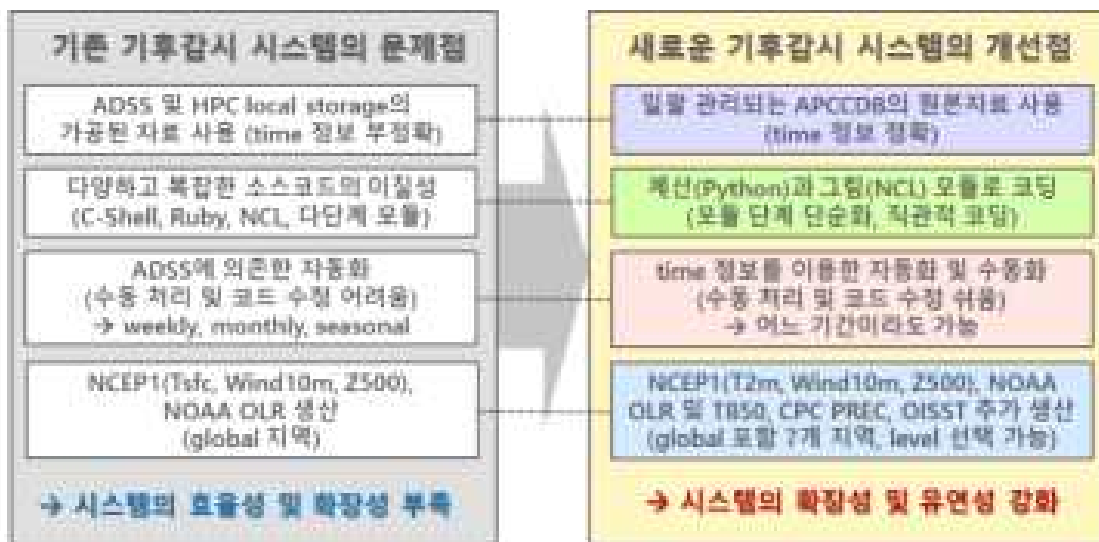 기존 기후감시 시스템의 문제점
ADSS 및 HPC local storage의
가공된 자료 사용 (time 정보 부정확)
다양하고 복잡한 소스코드의 이질성
(C-Shell, Ruby, NCL, 다단계 모듈)
ADSS에 의존한 자동화
(수동 처리 및 코드 수정 어려움)
→ weekly, monthly, seasonal
NCEP1(Tsfc, Wind10m, Z500),
NOAA OLR 생산
(global 지역)
→ 시스템의 효율성 및 확장성 부족
새로운 기후감시 시스템의 개선점
일괄 관리되는 APCCDB의 원본자료 사용
(time 정보 정확)
계산(Python)과 그림(NCL) 모듈로 코딩
(모듈 단계 단순화, 직관적 코딩)
time 정보를 이용한 자동화 및 수동화
(수동 처리 및 코드 수정 쉬움)
→ 어느 기간이라도 가능
NCEP1(T2m, Wind10m, Z500), NOAA
OLR 및 TB50, CPC PREC, OISST 추가 생산
(global 포함 7개 지역, level 선택 가능)
→ 시스템의 확장성 및 유연성 강화